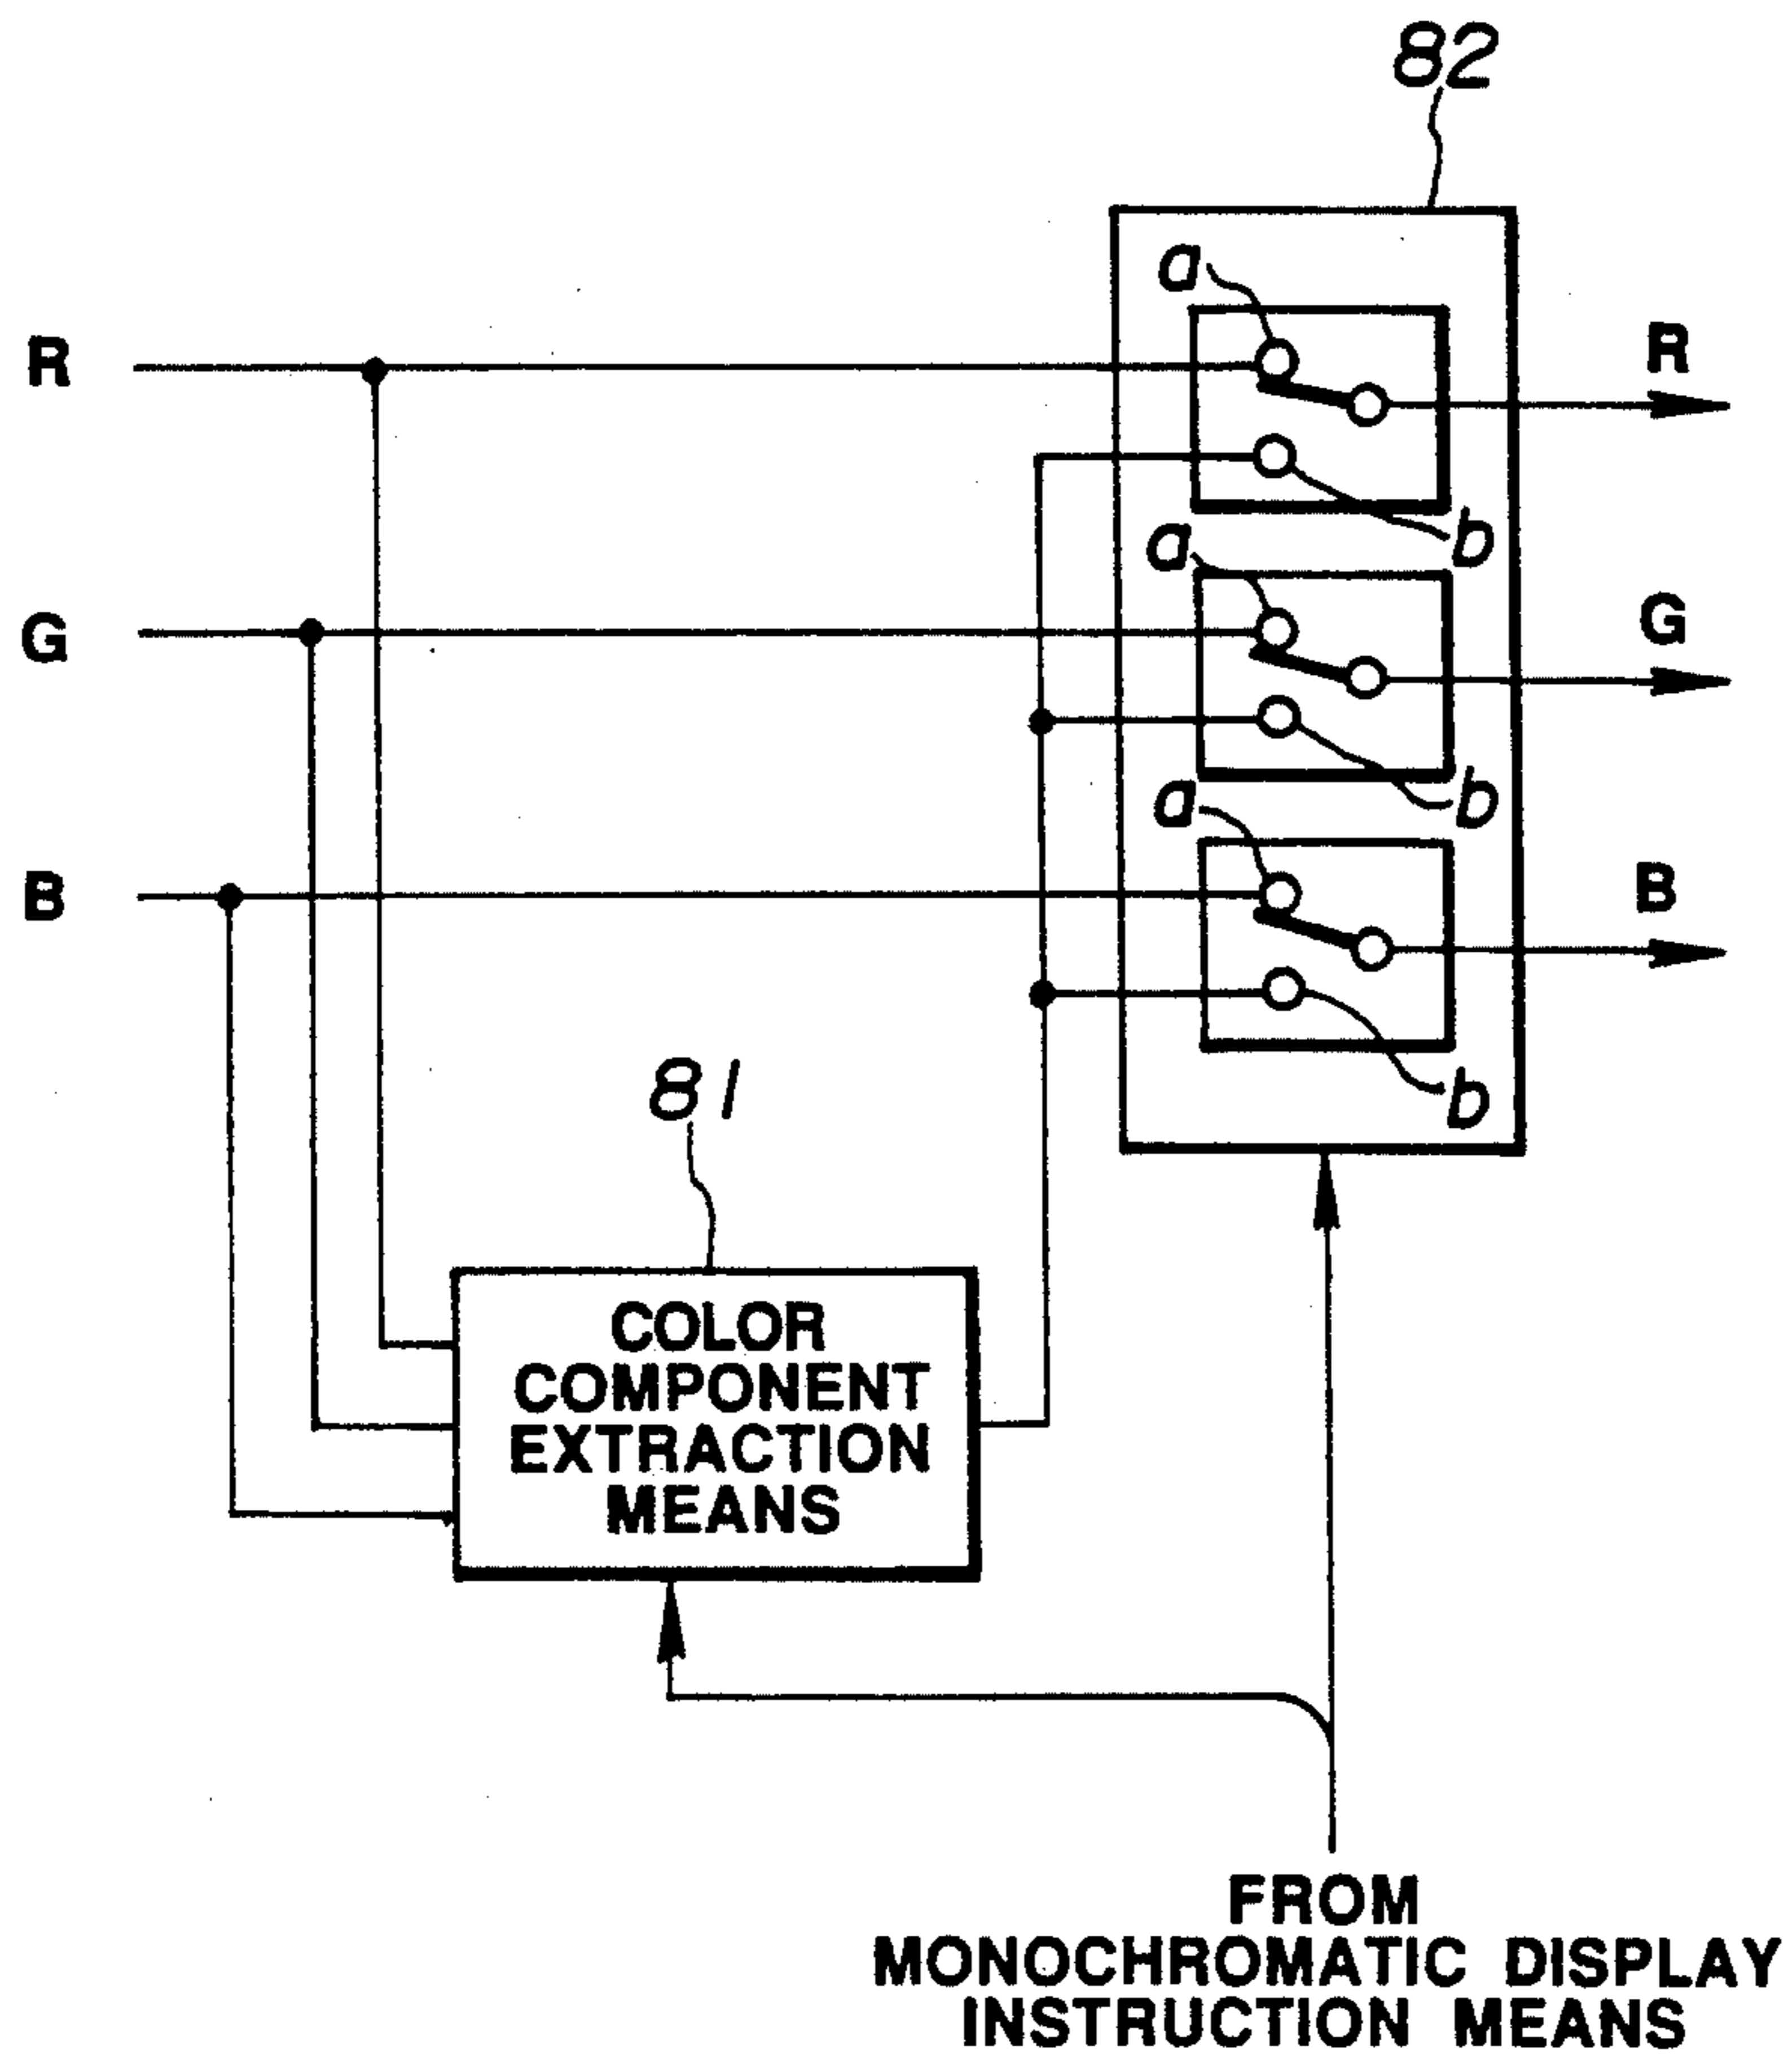 82
a
R
R
b
a
G
G
b
a
B
B
b
81
COLOR
COMPONENT
EXTRACTION
MEANS
FROM
MONOCHROMATIC DISPLAY
INSTRUCTION MEANS